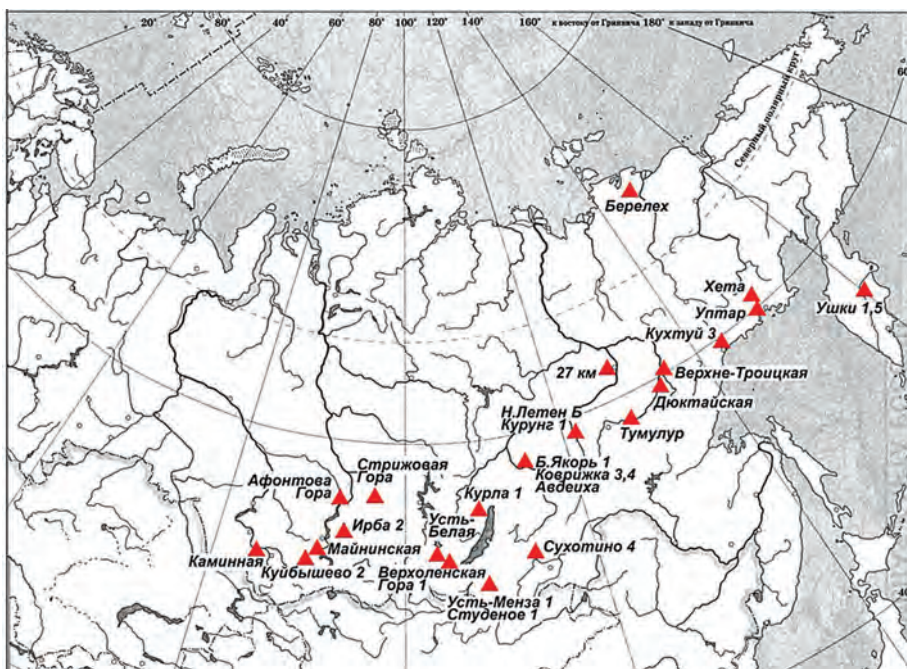 20° 60° 80° 100° 120° 140° 160° к востоку от Гринвича 180° к западу от Гринвича
60
Северный полярный круг
Берелех
Хета
Уптар
Ушки 1,5
Кухтуй 3
27 км
Верхне-Троицкая
Дюктайская
Н.Летен Б
Курунг 1
Тумулур
Б.Якорь 1
Коврижка 3,4
Авдеиха
Стрижовая
Гора
Афонтова
Гора
Курла 1
Ирба 2
Усть-
Белая
Майнинская
Сухотино 4
Каминная
Куйбышево 2
Верхоленская
Гора 1
Усть-Менза 1
Студеное 1
40